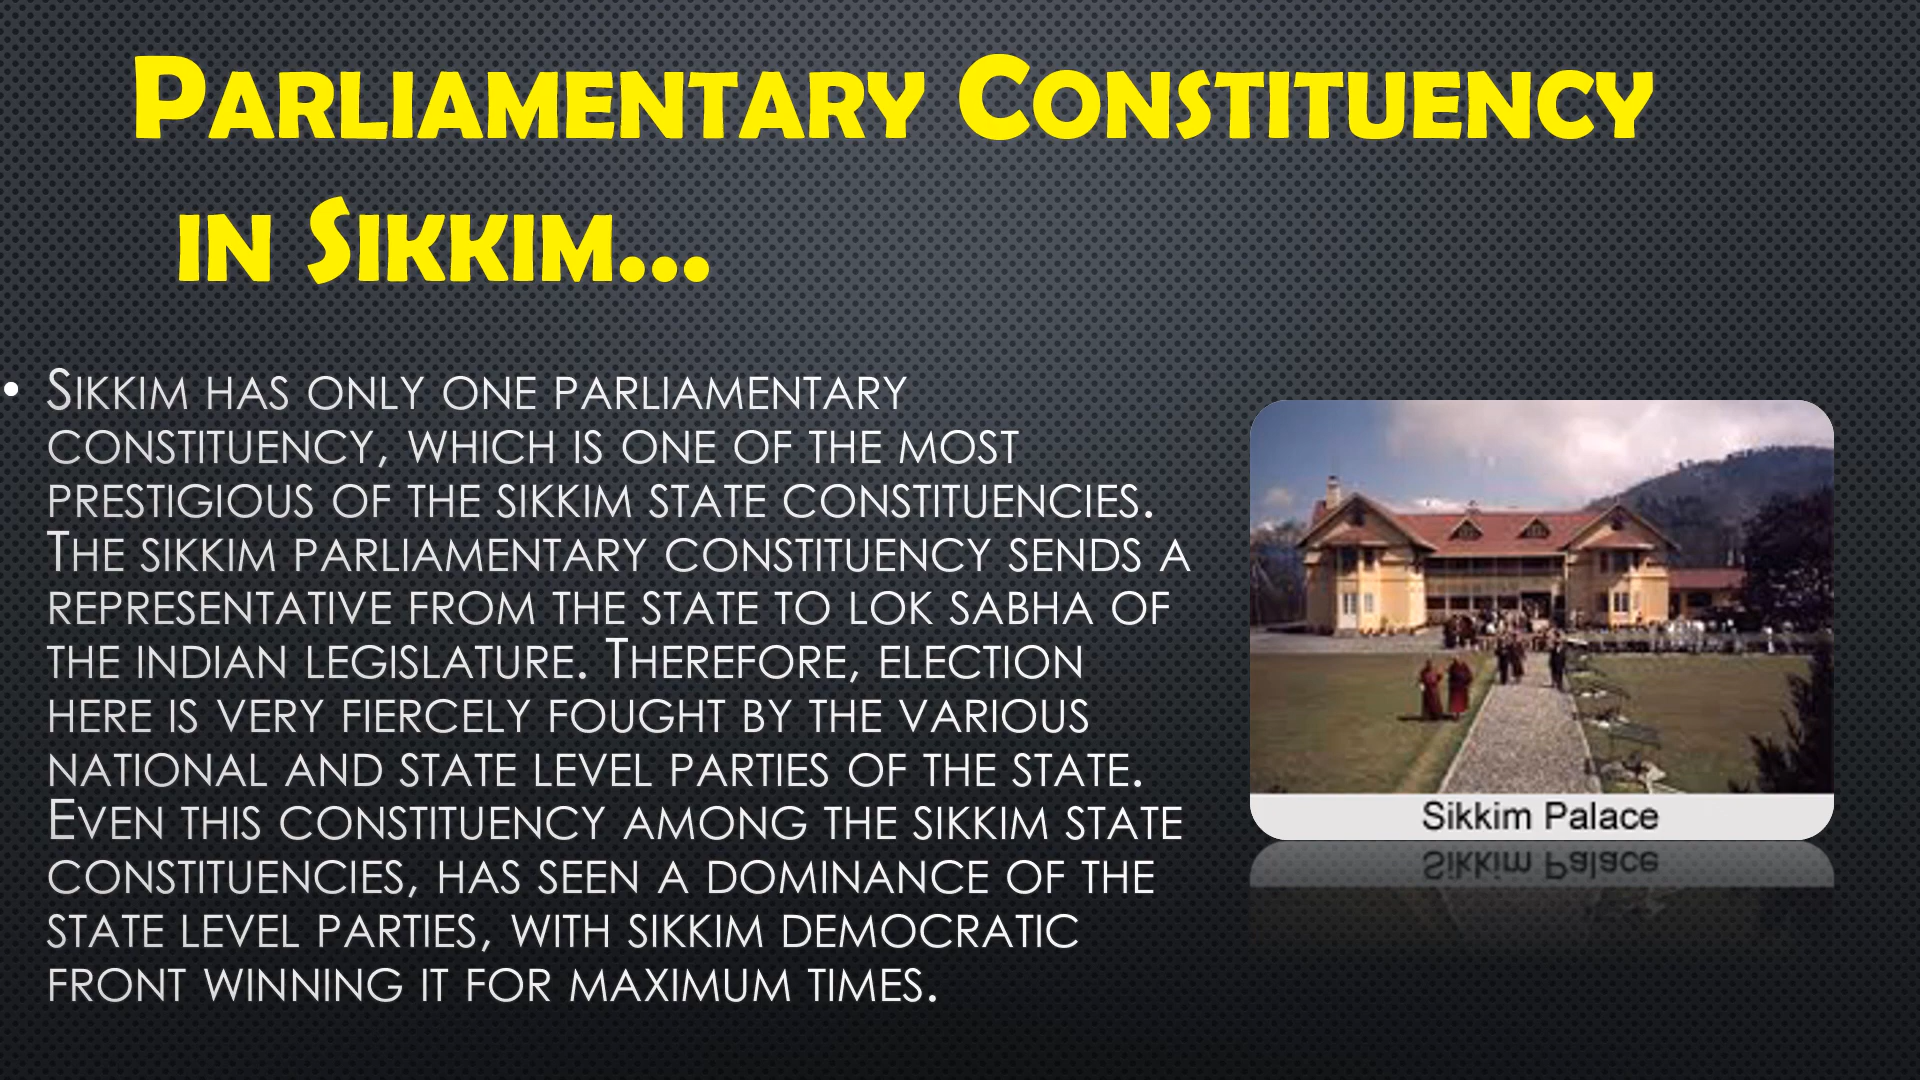 Parliamentary Constituency
in Sikkim...
• Sikkim has only one parliamentary
constituency, which is one of the most
prestigious of the sikkim state constituencies.
The sikkim parliamentary constituency sends a
representative from the state to lok sabha of
the indian legislature. Therefore, election
here is very fiercely fought by the various
national and state level parties of the state.
Even this constituency among the sikkim state
constituencies, has seen a dominance of the
state level parties, with sikkim democratic
front winning it for maximum times.
Sikkim Palace